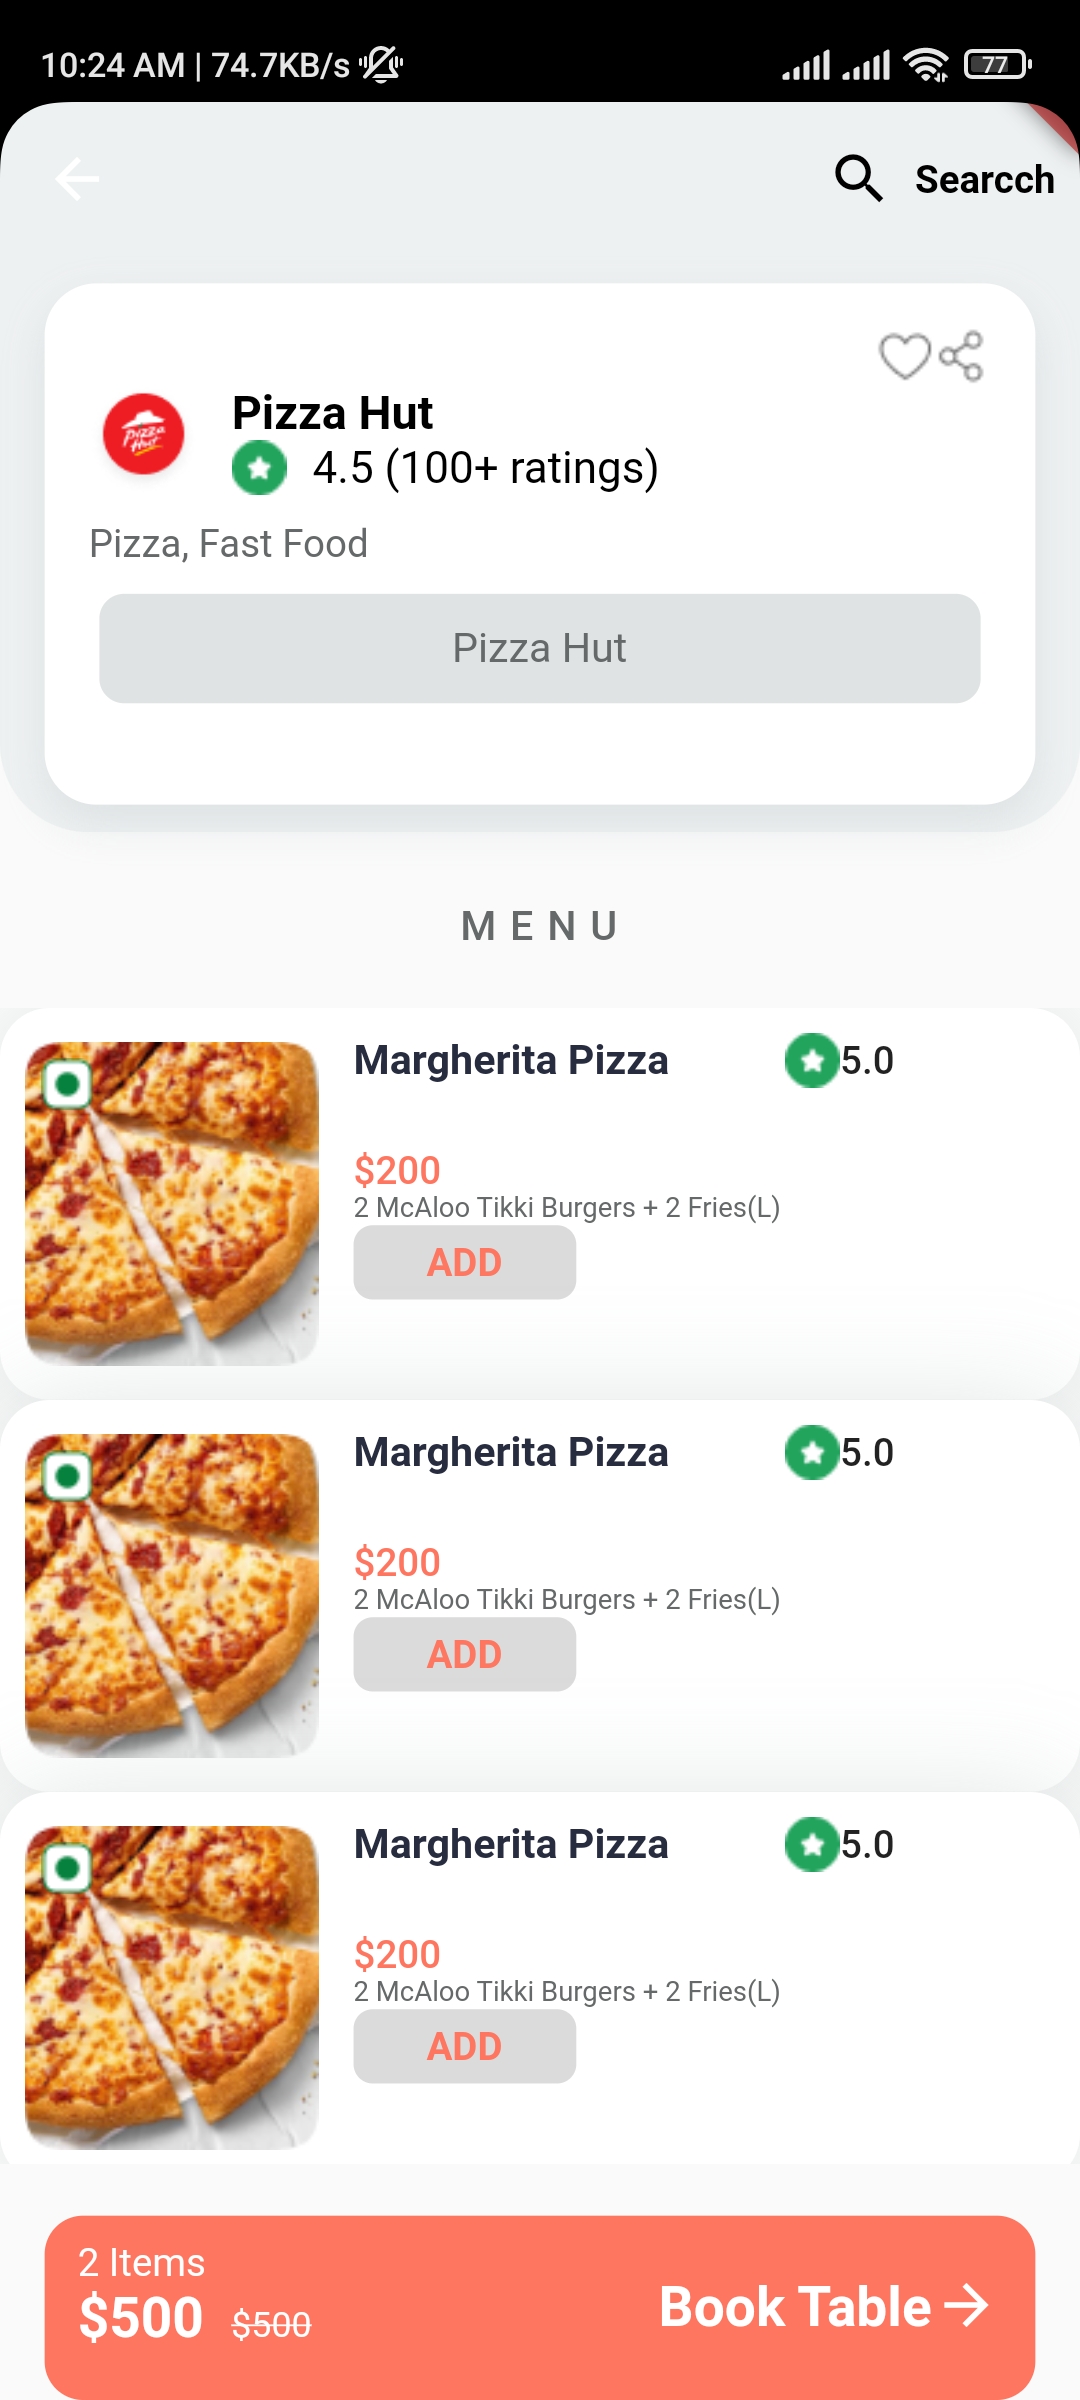 10:24 AM | 74.7KB/s
77
Searcch
Pizza Hut
Pizza Hut
4.5 (100+ ratings)
Pizza, Fast Food
Pizza Hut
MENU
Margherita Pizza
5.0
$200
2 McAloo Tikki Burgers + 2 Fries(L)
ADD
Margherita Pizza
5.0
$200
2 McAloo Tikki Burgers + 2 Fries(L)
ADD
Margherita Pizza
5.0
$200
2 McAloo Tikki Burgers + 2 Fries(L)
ADD
2 Items
$500 $500
Book Table